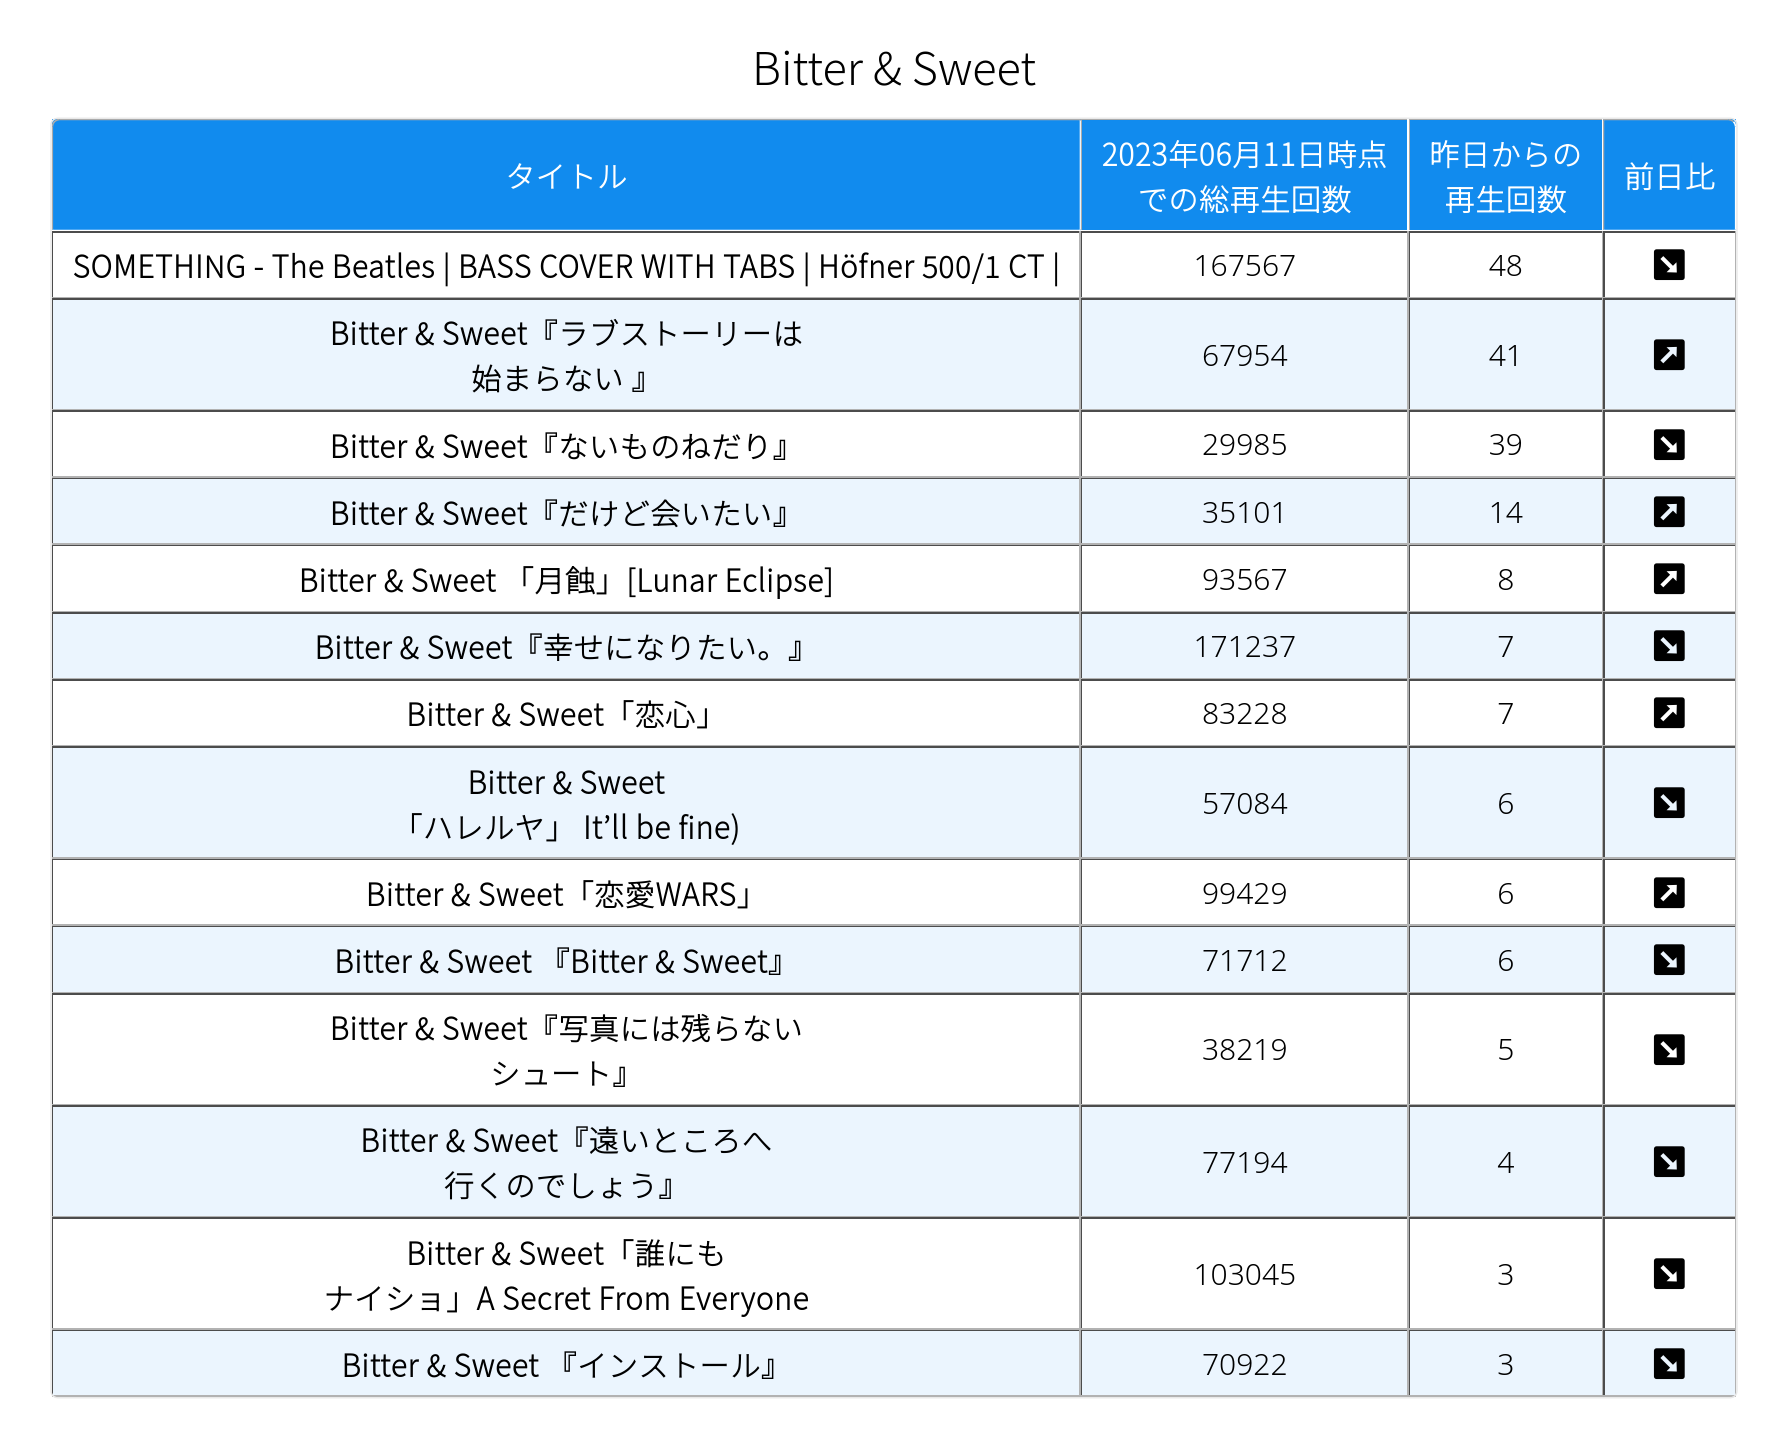 Bitter & Sweet
タイトル
2023年06月11日時点
での総再生回数
昨日からの
再生回数
前日比
SOMETHING - The Beatles | BASS COVER WITH TABS | Höfner 500/1 CT |
167567
48
Bitter & Sweet『ラブストーリーは
始まらない 』
67954
41
Bitter & Sweet『ないものねだり』
29985
39
Bitter & Sweet『だけど会いたい』
35101
14
Bitter & Sweet 「月蝕」[Lunar Eclipse]
93567
8
Bitter & Sweet『幸せになりたい。』
171237
7
Bitter & Sweet「恋心」
83228
7
Bitter & Sweet
「ハレルヤ」 It’ll be fine)
57084
6
Bitter & Sweet「恋愛WARS」
99429
6
Bitter & Sweet 『Bitter & Sweet』
71712
6
Bitter & Sweet『写真には残らない
シュート』
38219
5
Bitter & Sweet『遠いところへ
行くのでしょう』
77194
4
Bitter & Sweet「誰にも
ナイショ」A Secret From Everyone
103045
3
Bitter & Sweet 『インストール』
70922
3